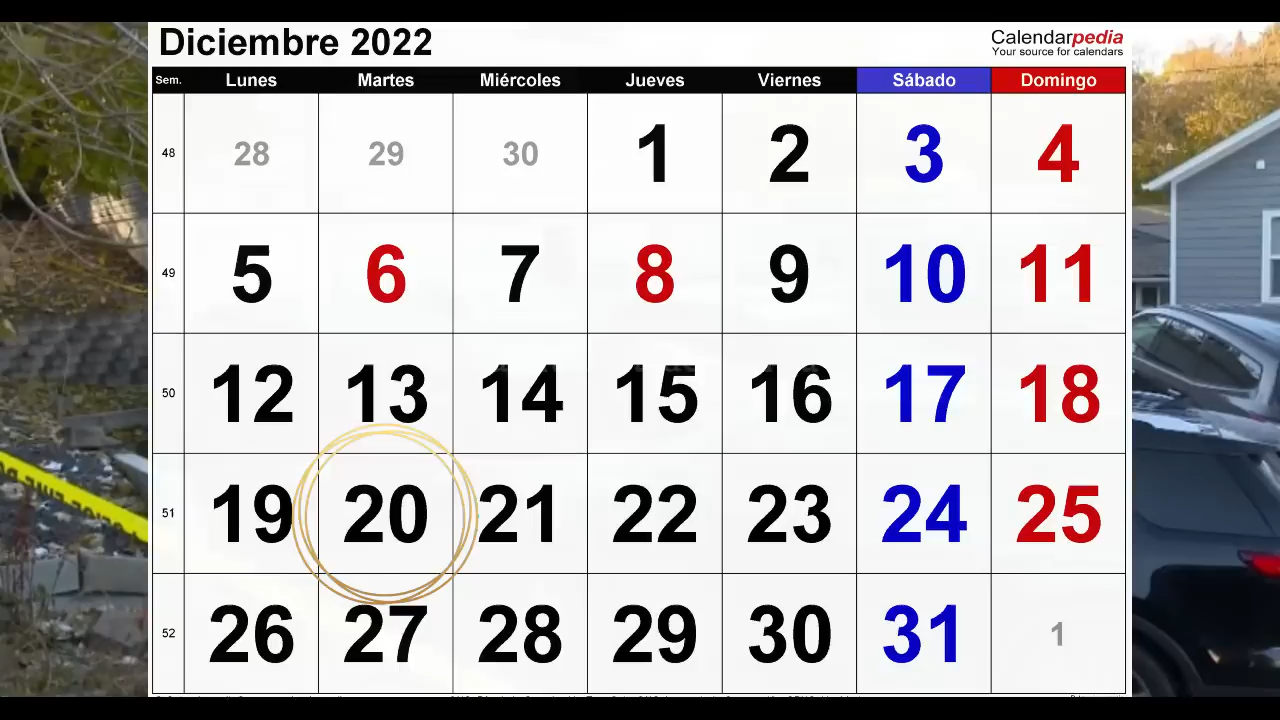 Diciembre 2022
Calendarpedia
Your source for calendars
Sem. Lunes Martes Miércoles Jueves Viernes Sábado Domingo
48 28 29 30 1 2 3 4
49 5 6 7 8 9 10 11
50 12 13 14 15 16 17 18
51 19 20 21 22 23 24 25
52 26 27 28 29 30 31 1